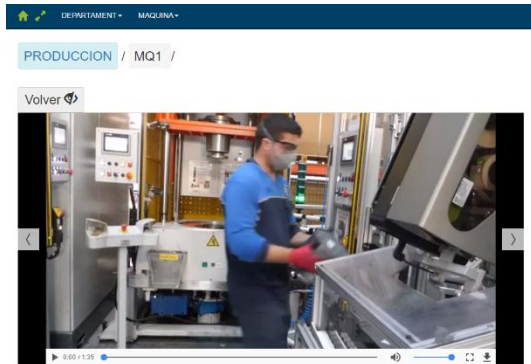 DEPARTAMENT MAQUINA
PRODUCCION / MQ1 /
Volver
0:00 / 1:35